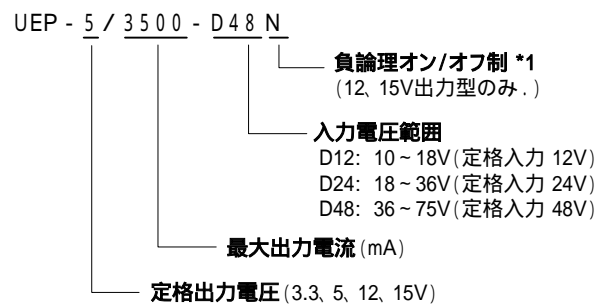 UEP - 5 / 3500 - D48 N
負論理オン/オフ制 *1
(12、15V出力型のみ.)
入力電圧範囲
D12: 10~18V(定格入力 12V)
D24: 18~36V(定格入力 24V)
D48: 36~75V(定格入力 48V)
最大出力電流(mA)
定格出力電圧(3.3、5、12、15V)